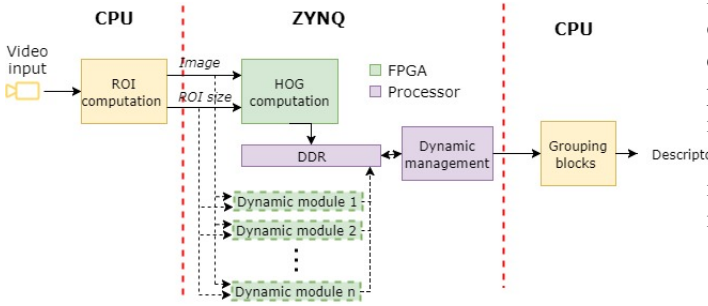 CPU
ZYNQ
CPU
Video
input
ROI
computation
Image
ROI size
HOG
computation
FPGA
Processor
DDR
Dynamic
management
Grouping
blocks
Descripto
Dynamic module 1
Dynamic module 2
Dynamic module n